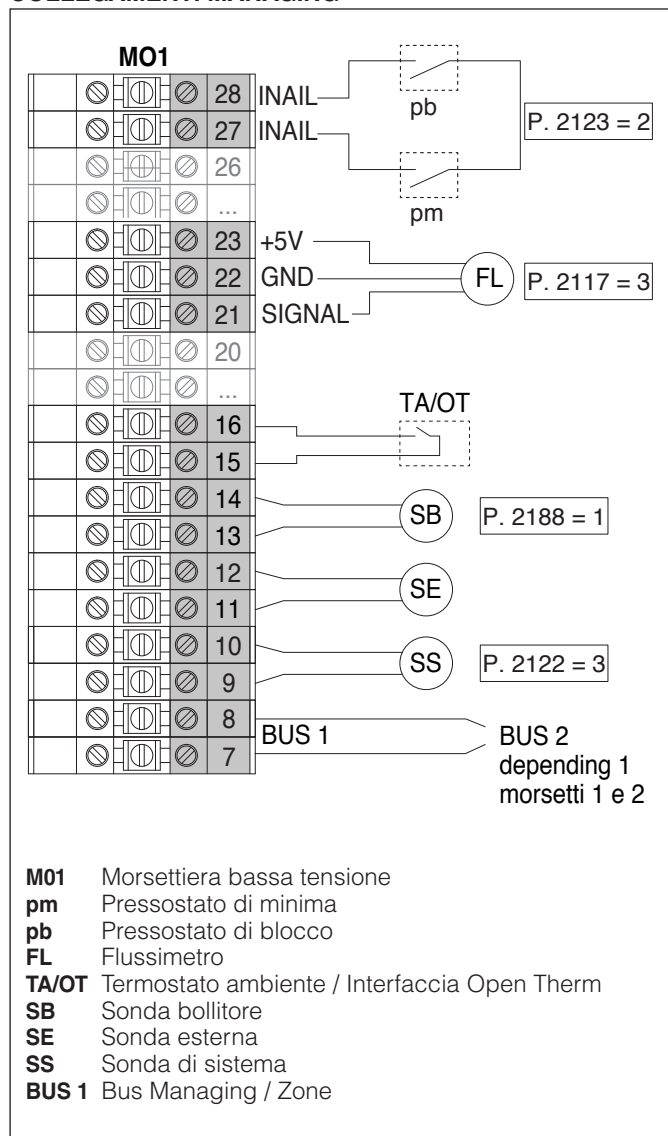 MO1
28 INAIL
pb
27 INAIL
P. 2123 = 2
26
pm
...
23 +5V
22 GND
FL
P. 2117 = 3
21 SIGNAL
20
...
TA/OT
16
15
14
SB
P. 2188 = 1
13
12
SE
11
10
SS
P. 2122 = 3
9
8
BUS 1
7
BUS 2
depending 1
morsetti 1 e 2
M01 Morsettiera bassa tensione
pm Pressostato di minima
pb Pressostato di blocco
FL Flussimetro
TA/OT Termostato ambiente / Interfaccia Open Therm
SB Sonda bollitore
SE Sonda esterna
SS Sonda di sistema
BUS 1 Bus Managing / Zone